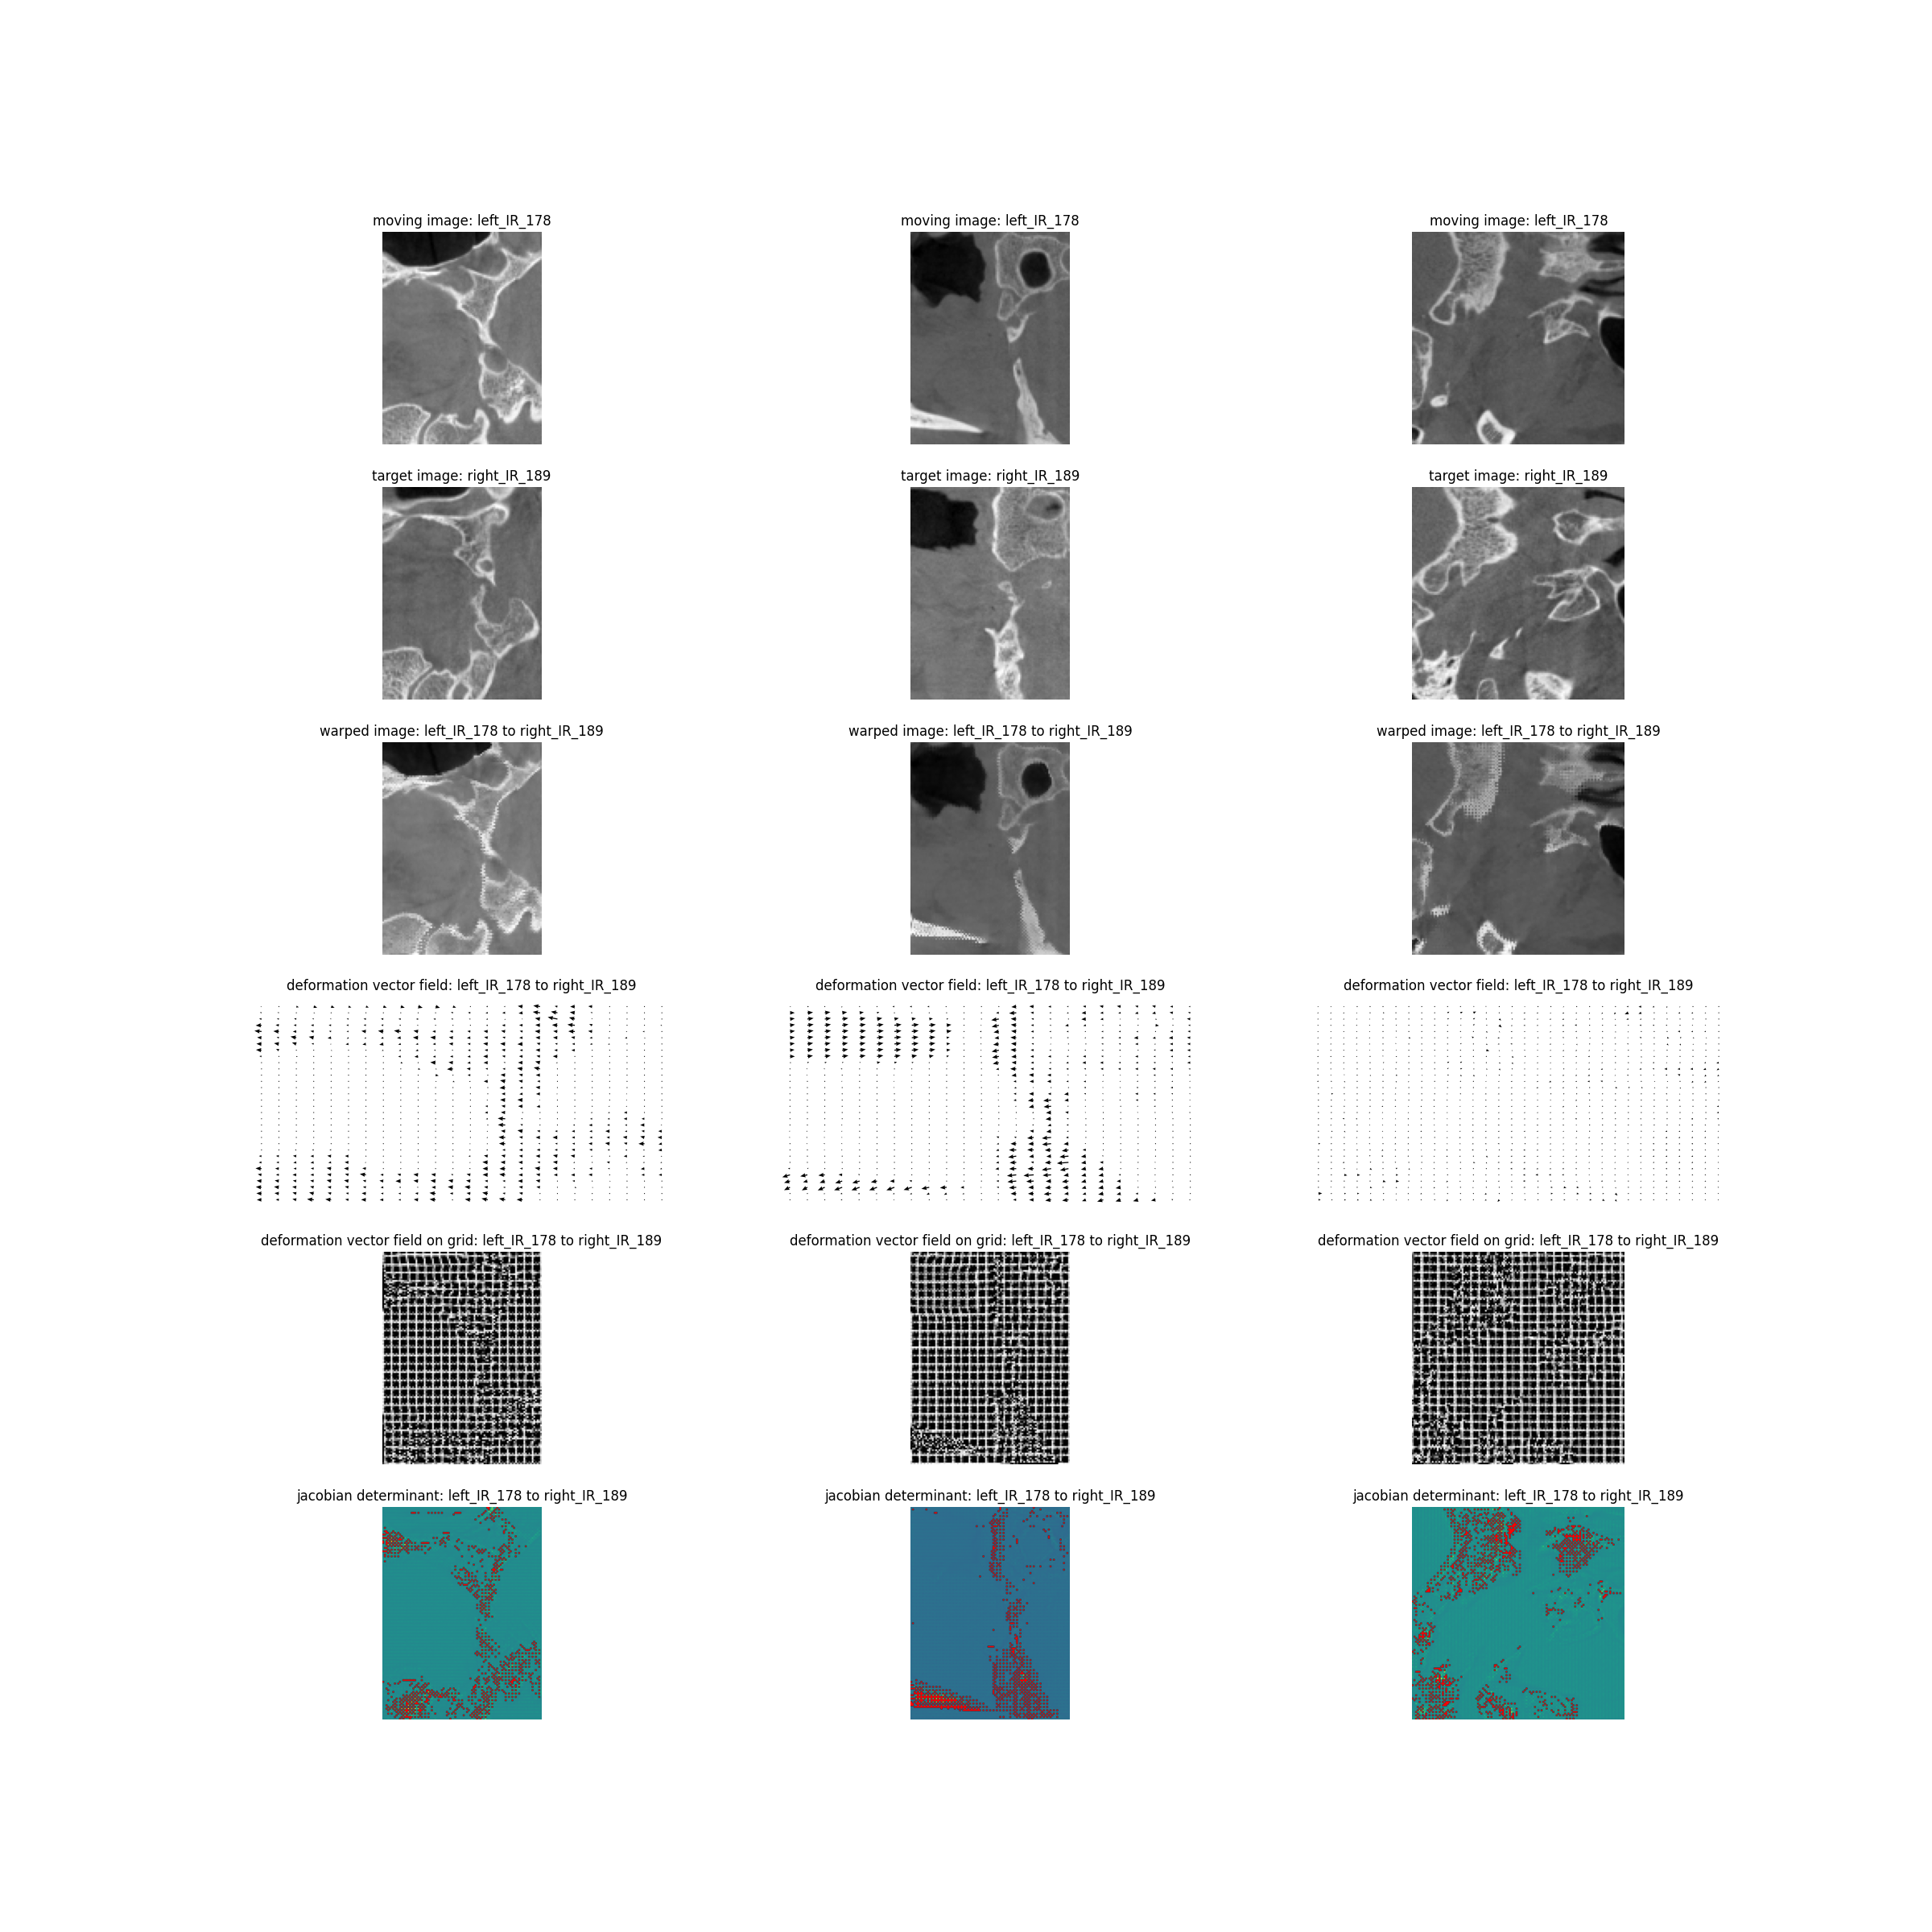 moving image: left_IR_178 moving image: left_IR_178 moving image: left_IR_178
target image: right_IR_189 target image: right_IR_189 target image: right_IR_189
warped image: left_IR_178 to right_IR_189 warped image: left_IR_178 to right_IR_189 warped image: left_IR_178 to right_IR_189
deformation vector field: left_IR_178 to right_IR_189 deformation vector field: left_IR_178 to right_IR_189 deformation vector field: left_IR_178 to right_IR_189
deformation vector field on grid: left_IR_178 to right_IR_189 deformation vector field on grid: left_IR_178 to right_IR_189 deformation vector field on grid: left_IR_178 to right_IR_189
jacobian determinant: left_IR_178 to right_IR_189 jacobian determinant: left_IR_178 to right_IR_189 jacobian determinant: left_IR_178 to right_IR_189